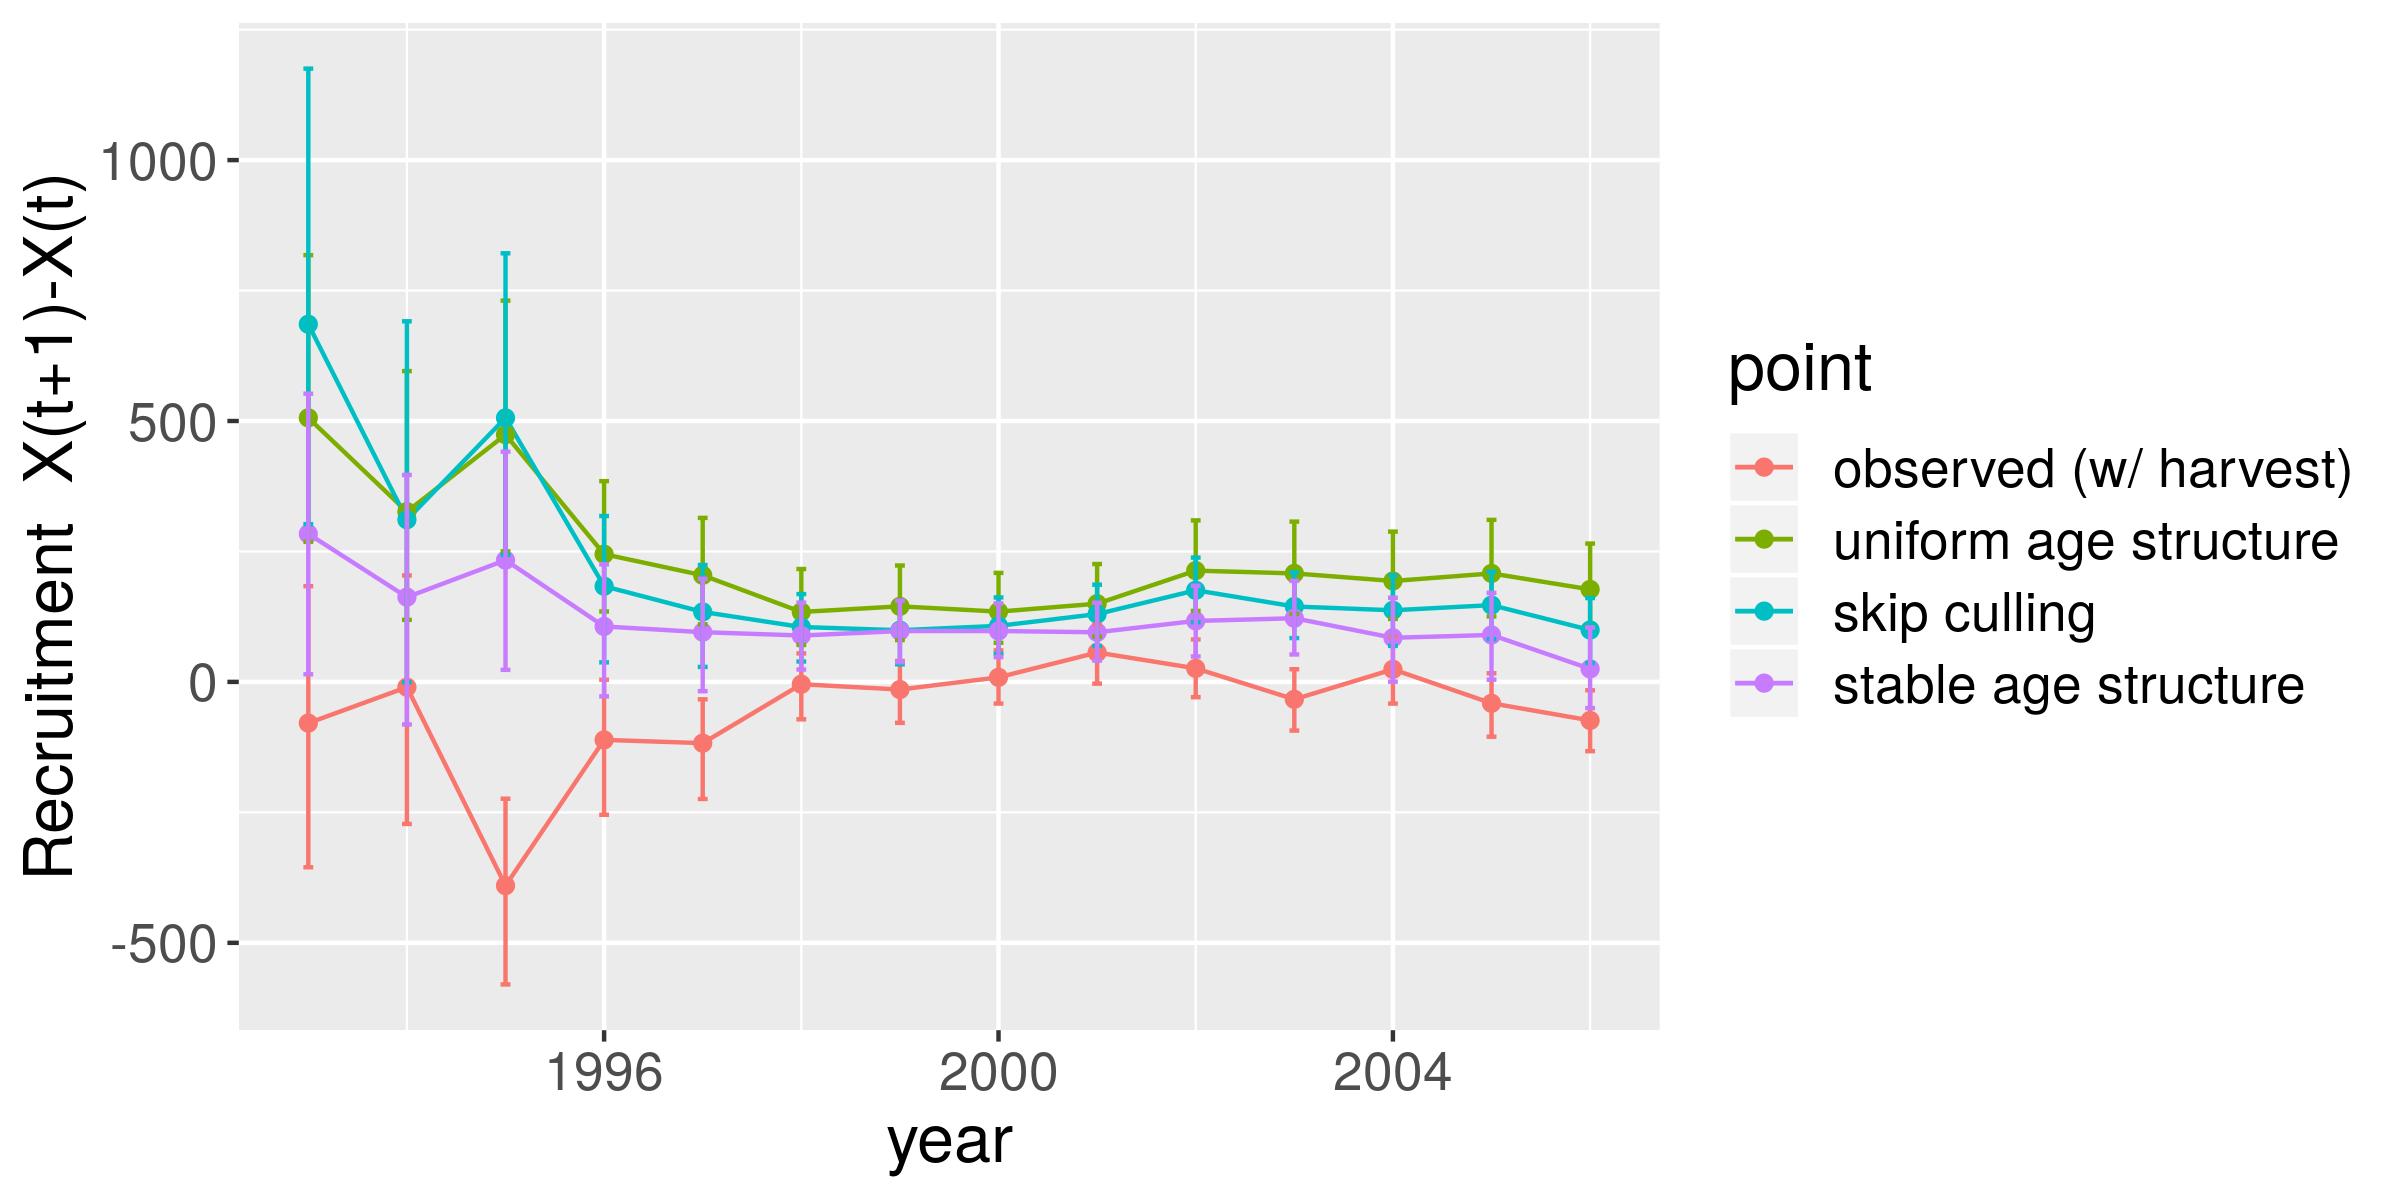 Recruitment  X(t+1)-X(t)
1000
500
0
-500
1996 2000 2004
year
point
observed (w/ harvest)
uniform age structure
skip culling
stable age structure